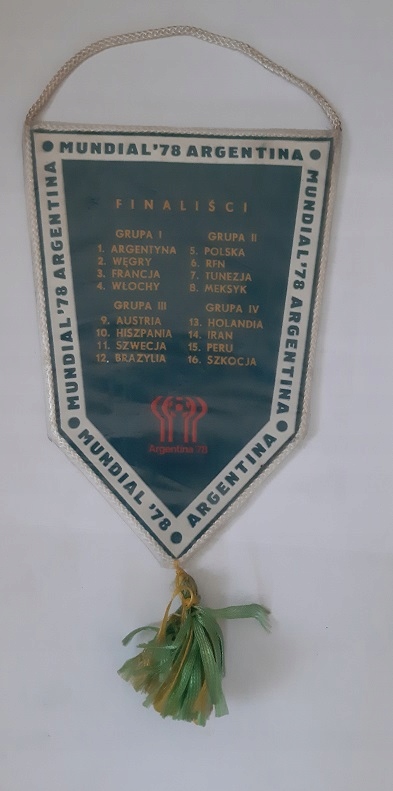 MUNDIAL'78 ARGENTINA
MUNDIAL '78 ARGENTINA
MUNDIAL '78 ARGENTINA
MUNDIAL '78
ARGENTINA
FINALIŚCI
GRUPA I
1. ARGENTYNA
2. WĘGRY
3. FRANCJA
4. WŁOCHY
GRUPA II
5. POLSKA
6. RFN
7. TUNEZJA
8. MEKSYK
GRUPA III
9. AUSTRIA
10. HISZPANIA
11. SZWECJA
12. BRAZYLIA
GRUPA IV
13. HOLANDIA
14. IRAN
15. PERU
16. SZKOCJA
Argentina '78